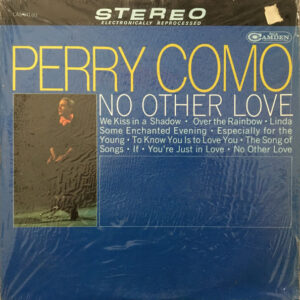 STEREO
ELECTRONICALLY REPROCESSED
CAMDEN
PERRY COMO
NO OTHER LOVE
We Kiss in a Shadow • Over the Rainbow • Linda
Some Enchanted Evening • Especially for the
Young • To Know You Is to Love You • The Song of
Songs • If • You're Just in Love • No Other Love